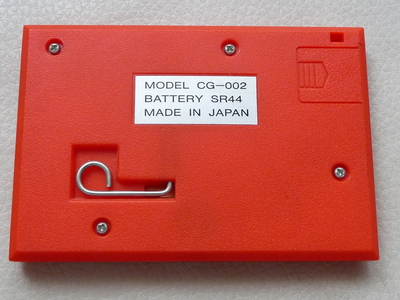 MODEL CG-002
BATTERY SR44
MADE IN JAPAN